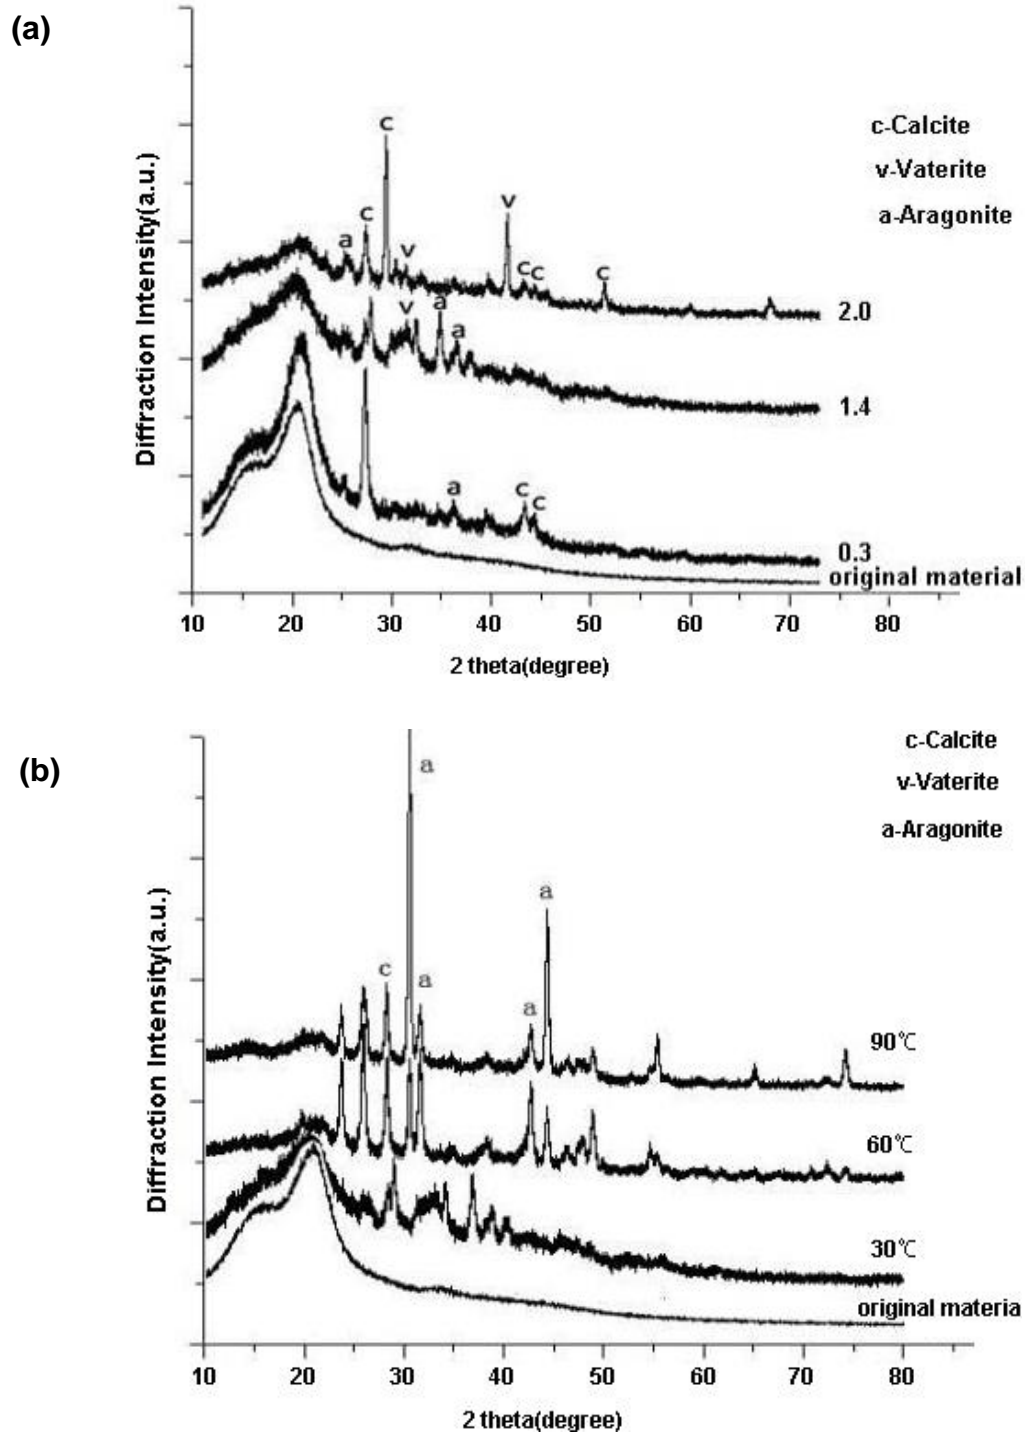 (a)
c-Calcite
v-Vaterite
a-Aragonite
c
v
c
a
v
c
c
c
2.0
v
a
a
1.4
a
c
c
0.3
original material
Diffraction Intensity(a.u.)
10 20 30 40 50 60 70 80
2 theta(degree)
(b)
c-Calcite
v-Vaterite
a-Aragonite
a
a
c
a
a
90℃
60℃
30℃
original materia
Diffraction Intensity(a.u.)
10 20 30 40 50 60 70 80
2 theta(degree)